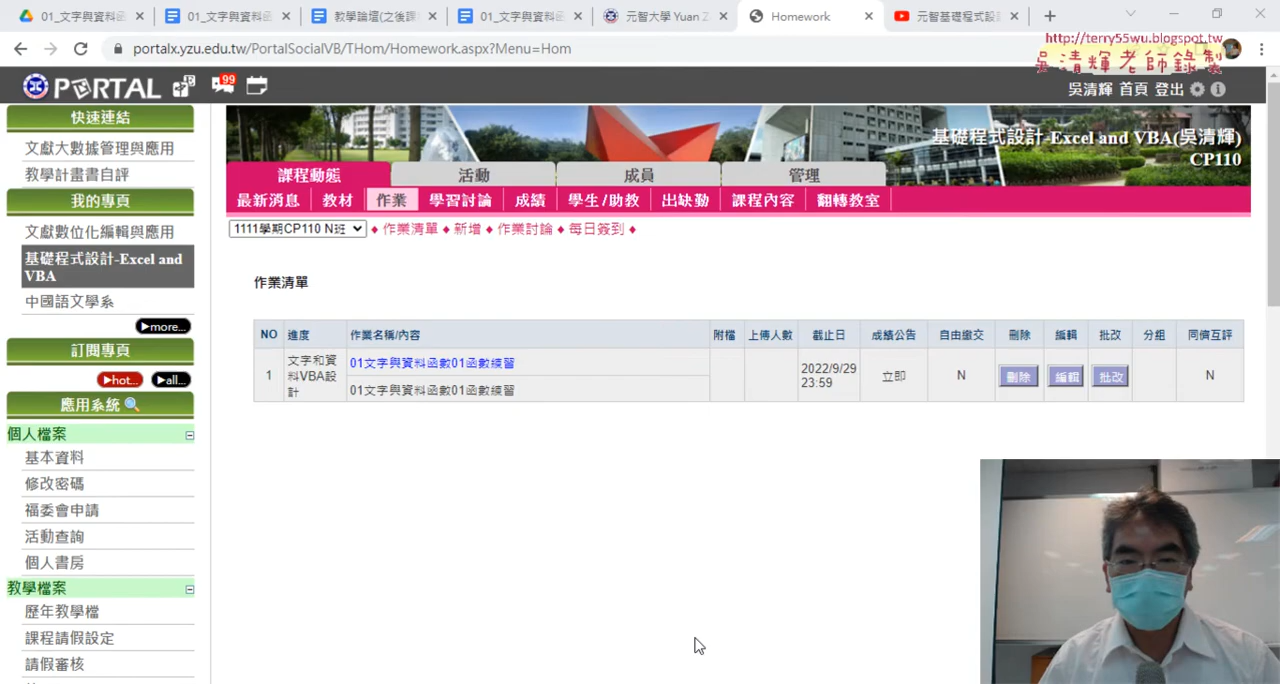 01_文字與資料函
01_文字與資料函
教學論壇(之後課
01_文字與資料函
元智大學 Yuan Z
Homework
元智基礎程式設
portalx.yzu.edu.tw/PortalSocialVB/THom/Homework.aspx?Menu=Hom
http://terry55wu.blogspot.tw
吳清輝老師錄製
PORTAL
99
吳清輝 首頁 登出
快速連結
文獻大數據管理與應用
教學計畫書自評
我的專頁
文獻數位化編輯與應用
基礎程式設計-Excel and
VBA
中國語文學系
▶more...
訂閱專頁
▶hot...
▶all...
應用系統
個人檔案
基本資料
修改密碼
福委會申請
活動查詢
個人書房
教學檔案
歷年教學檔
課程請假設定
請假審核
基礎程式設計-Excel and VBA(吳清輝)
CP110
課程動態 活動 成員 管理
最新消息 教材 作業 學習討論 成績 學生/助教 出缺勤 課程內容 翻轉教室
1111學期CP110 N班 ♦ 作業清單 ♦ 新增 ♦ 作業討論 ♦ 每日簽到 ♦
作業清單
NO 進度 作業名稱/內容 附檔 上傳人數 截止日 成績公告 自由繳交 刪除 編輯 批改 分組 同儕互評
1
文字和資
料VBA設
計
01文字與資料函數01函數練習
01文字與資料函數01函數練習
2022/9/29
23:59
立即 N 刪除 編輯 批改 N